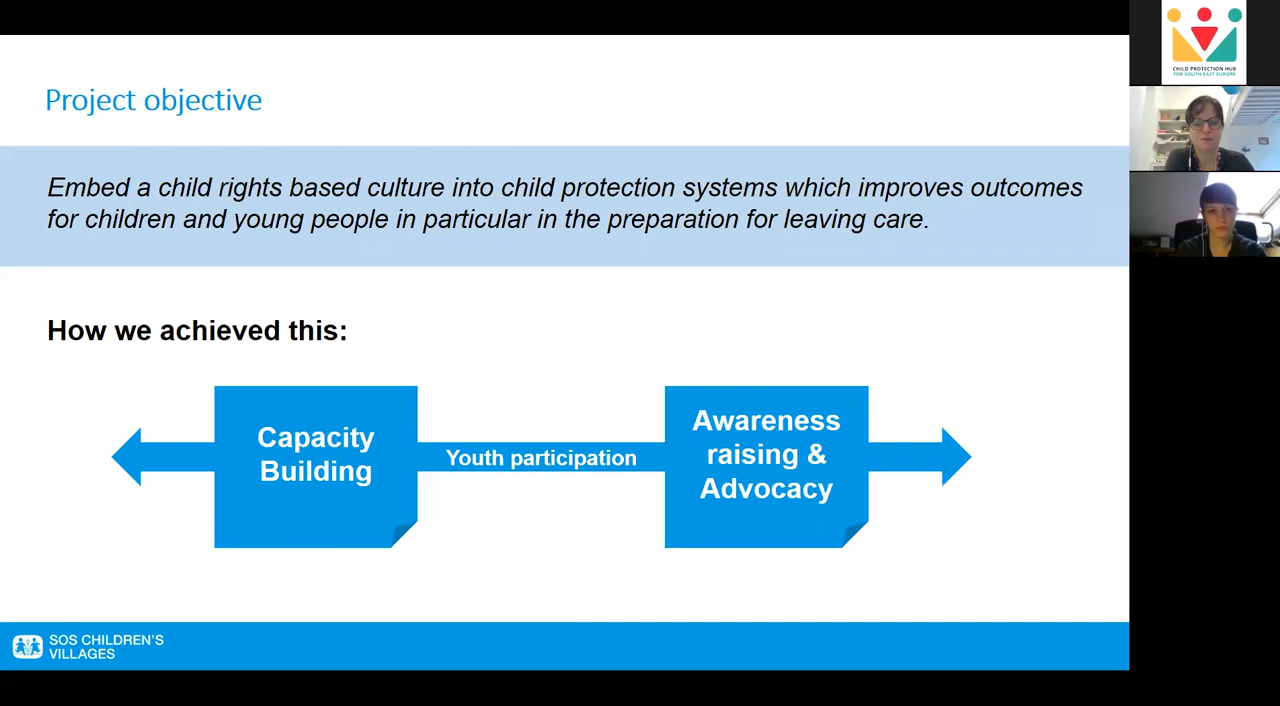 Project objective
Embed a child rights based culture into child protection systems which improves outcomes
for children and young people in particular in the preparation for leaving care.
How we achieved this:
Capacity
Building
Youth participation
Awareness
raising &
Advocacy
SOS CHILDREN'S
VILLAGES
CHILD PROTECTION HUB
FOR SOUTH EAST EUROPE